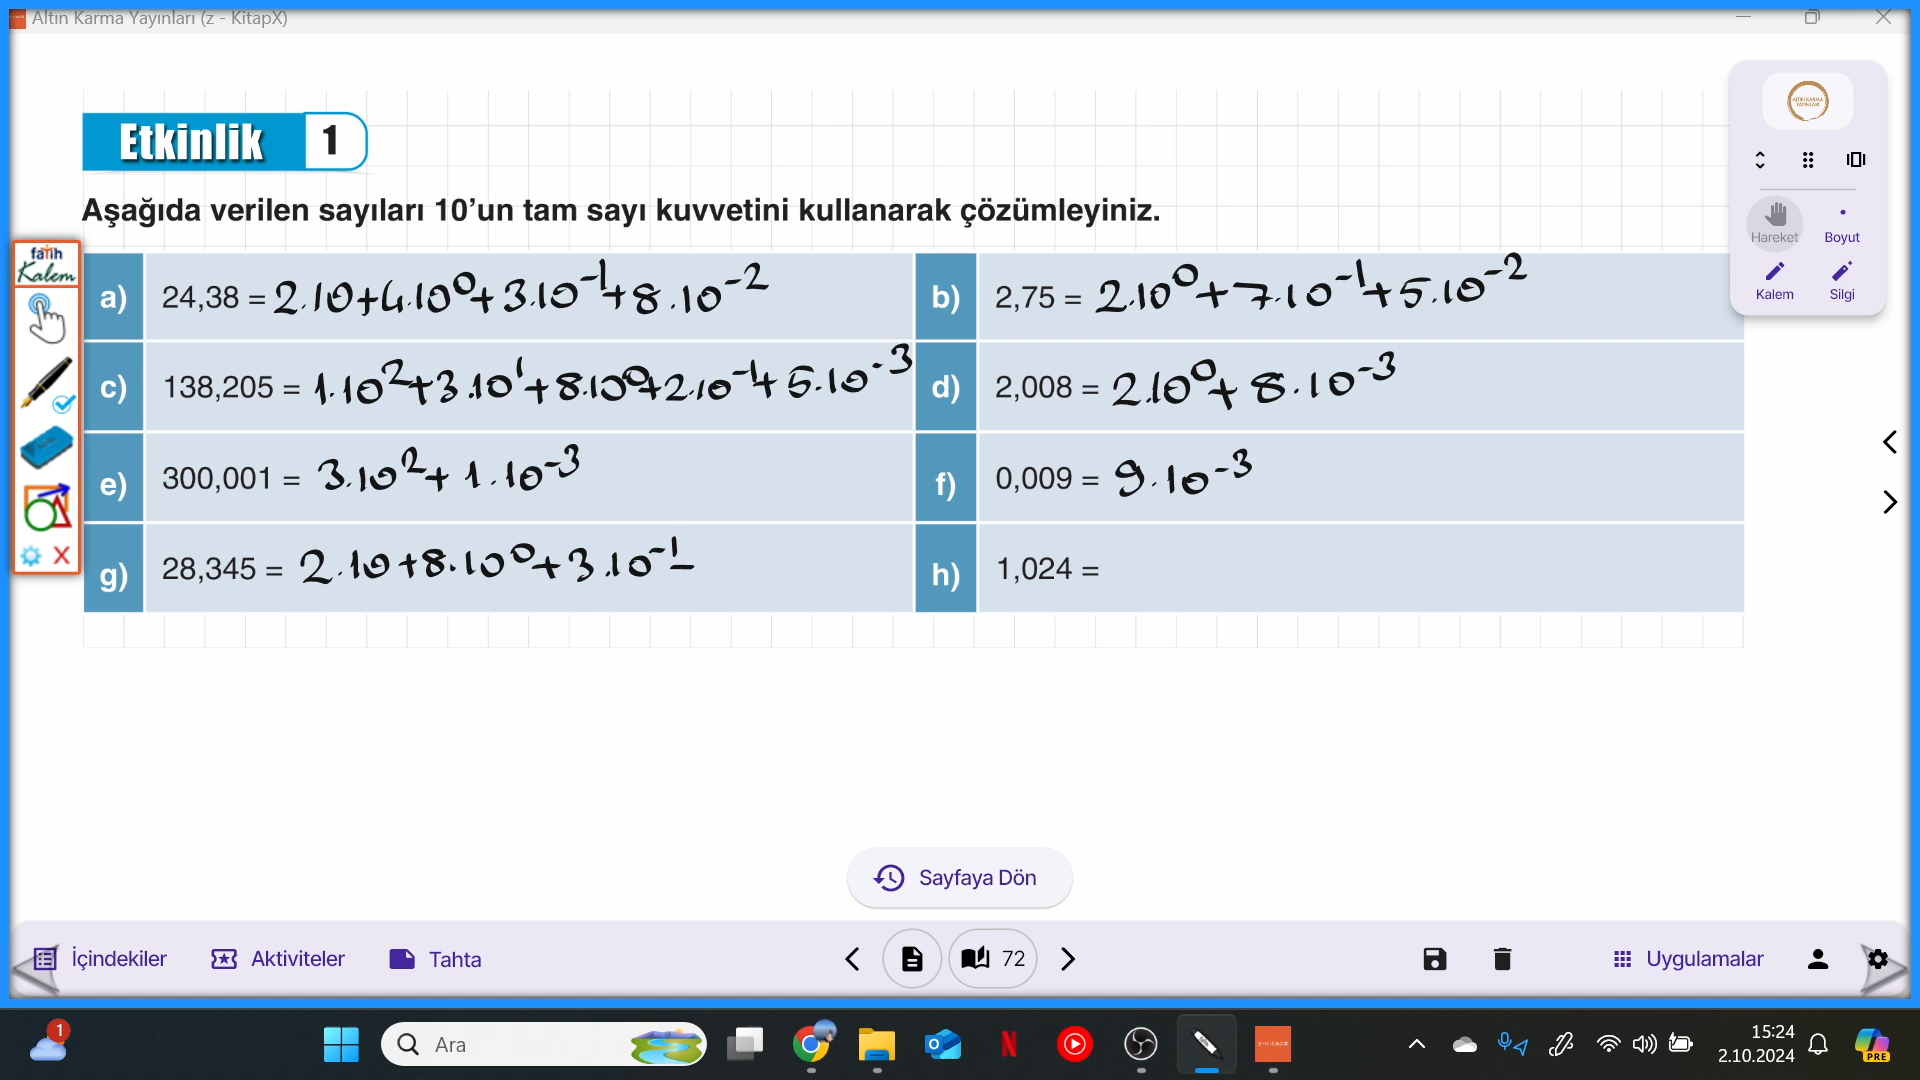 Altın Karma Yayınları (z - KitapX)
Etkinlik 1
Aşağıda verilen sayıları 10'un tam sayı kuvvetini kullanarak çözümleyiniz.
fatih
Kalem
a) 24,38 = 2.10+4.10⁰+3.10⁻¹+8.10⁻²
b) 2,75 = 2.10⁰+7.10⁻¹+5.10⁻²
c) 138,205 = 1.10²+3.10¹+8.10⁰+2.10⁻¹+5.10⁻³
d) 2,008 = 2.10⁰+8.10⁻³
e) 300,001 = 3.10²+1.10⁻³
f) 0,009 = 9.10⁻³
g) 28,345 = 2.10+8.10⁰+3.10⁻¹-
h) 1,024 =
ALTIN KARMA
YAYINLARI
Hareket
Boyut
Kalem
Silgi
Sayfaya Dön
İçindekiler
Aktiviteler
Tahta
72
Uygulamalar
1
Ara
15:24
2.10.2024
PRE